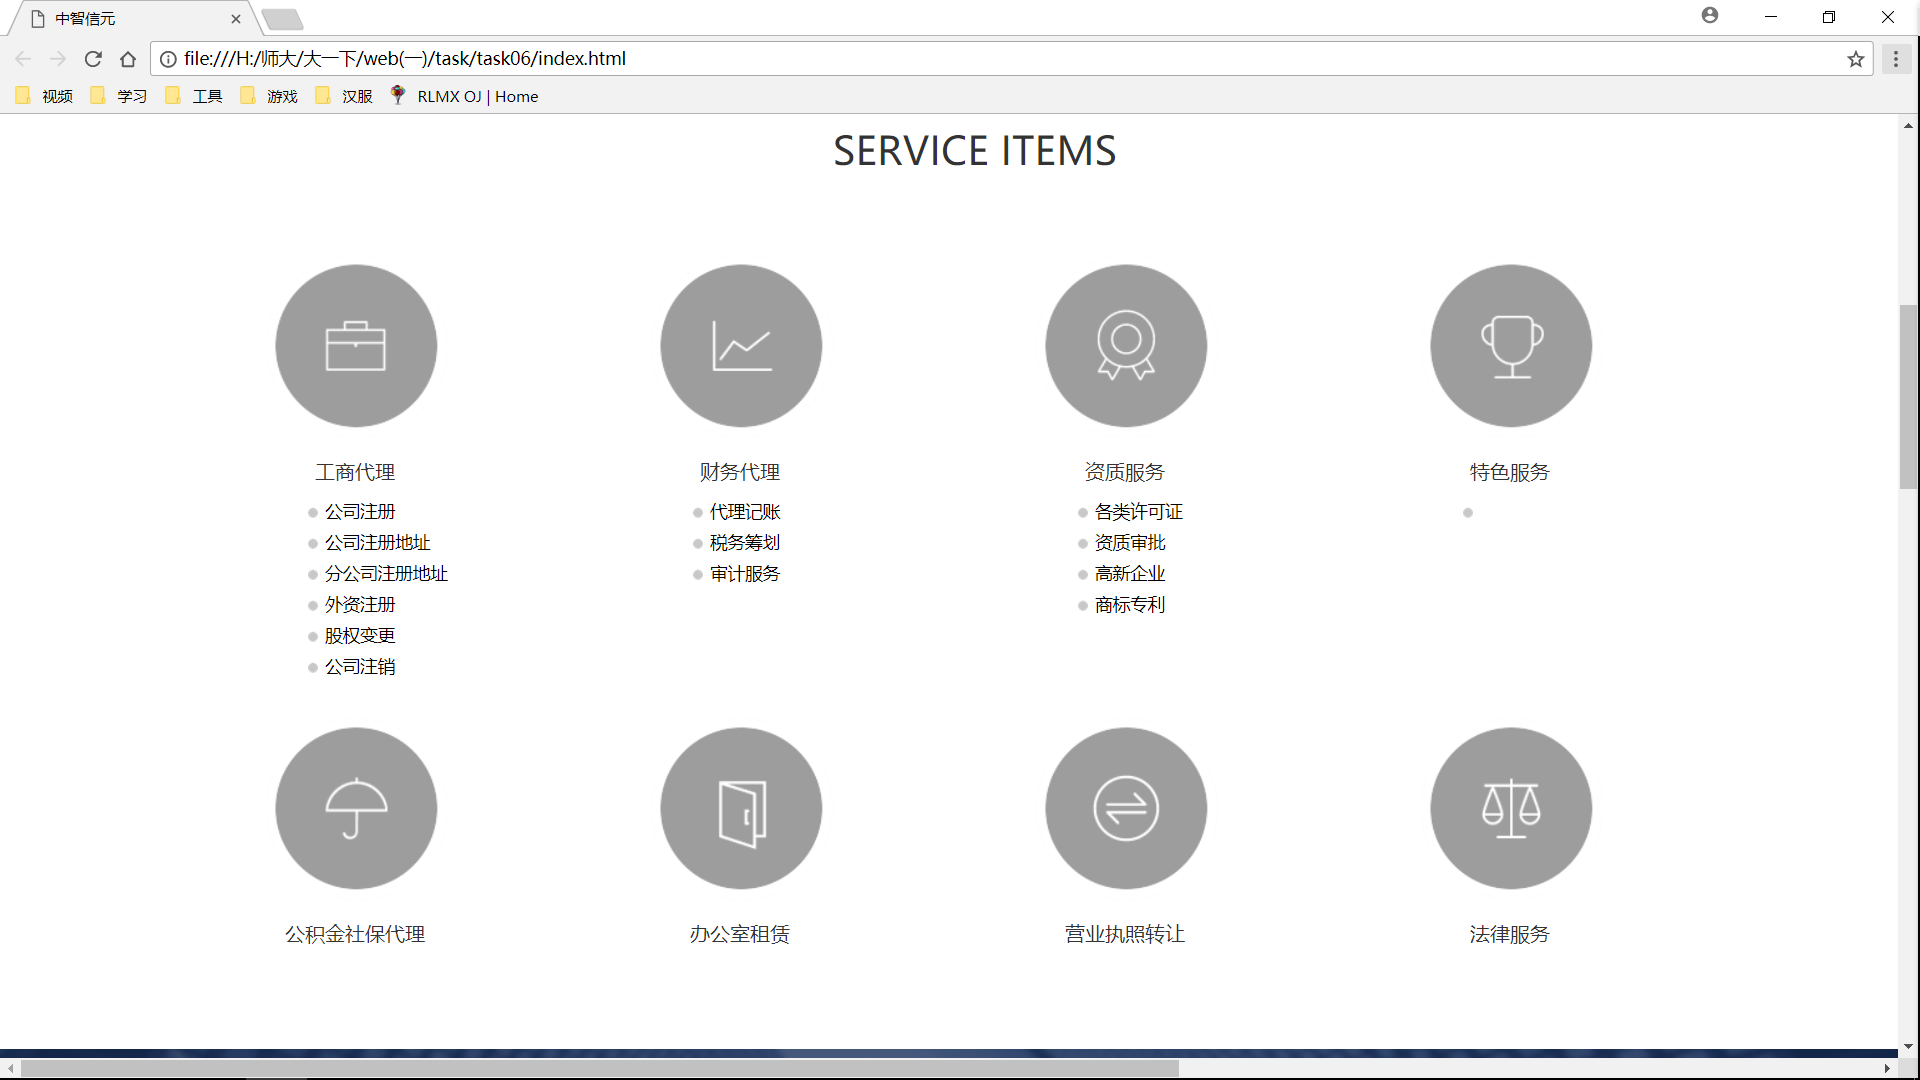 中智信元
file:///H:/师大/大一下/web(一)/task/task06/index.html
视频 学习 工具 游戏 汉服 RLMX OJ | Home
SERVICE ITEMS
工商代理
公司注册
公司注册地址
分公司注册地址
外资注册
股权变更
公司注销
财务代理
代理记账
税务筹划
审计服务
资质服务
各类许可证
资质审批
高新企业
商标专利
特色服务
公积金社保代理
办公室租赁
营业执照转让
法律服务